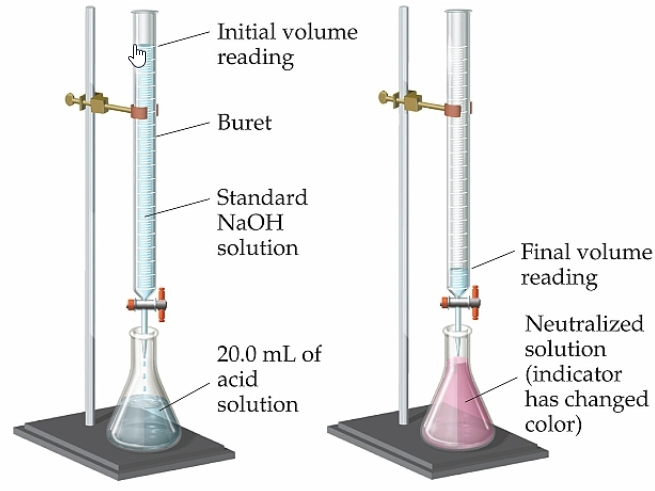 Initial volume
reading
Buret
Standard
NaOH
solution
20.0 mL of
acid
solution
Final volume
reading
Neutralized
solution
(indicator
has changed
color)